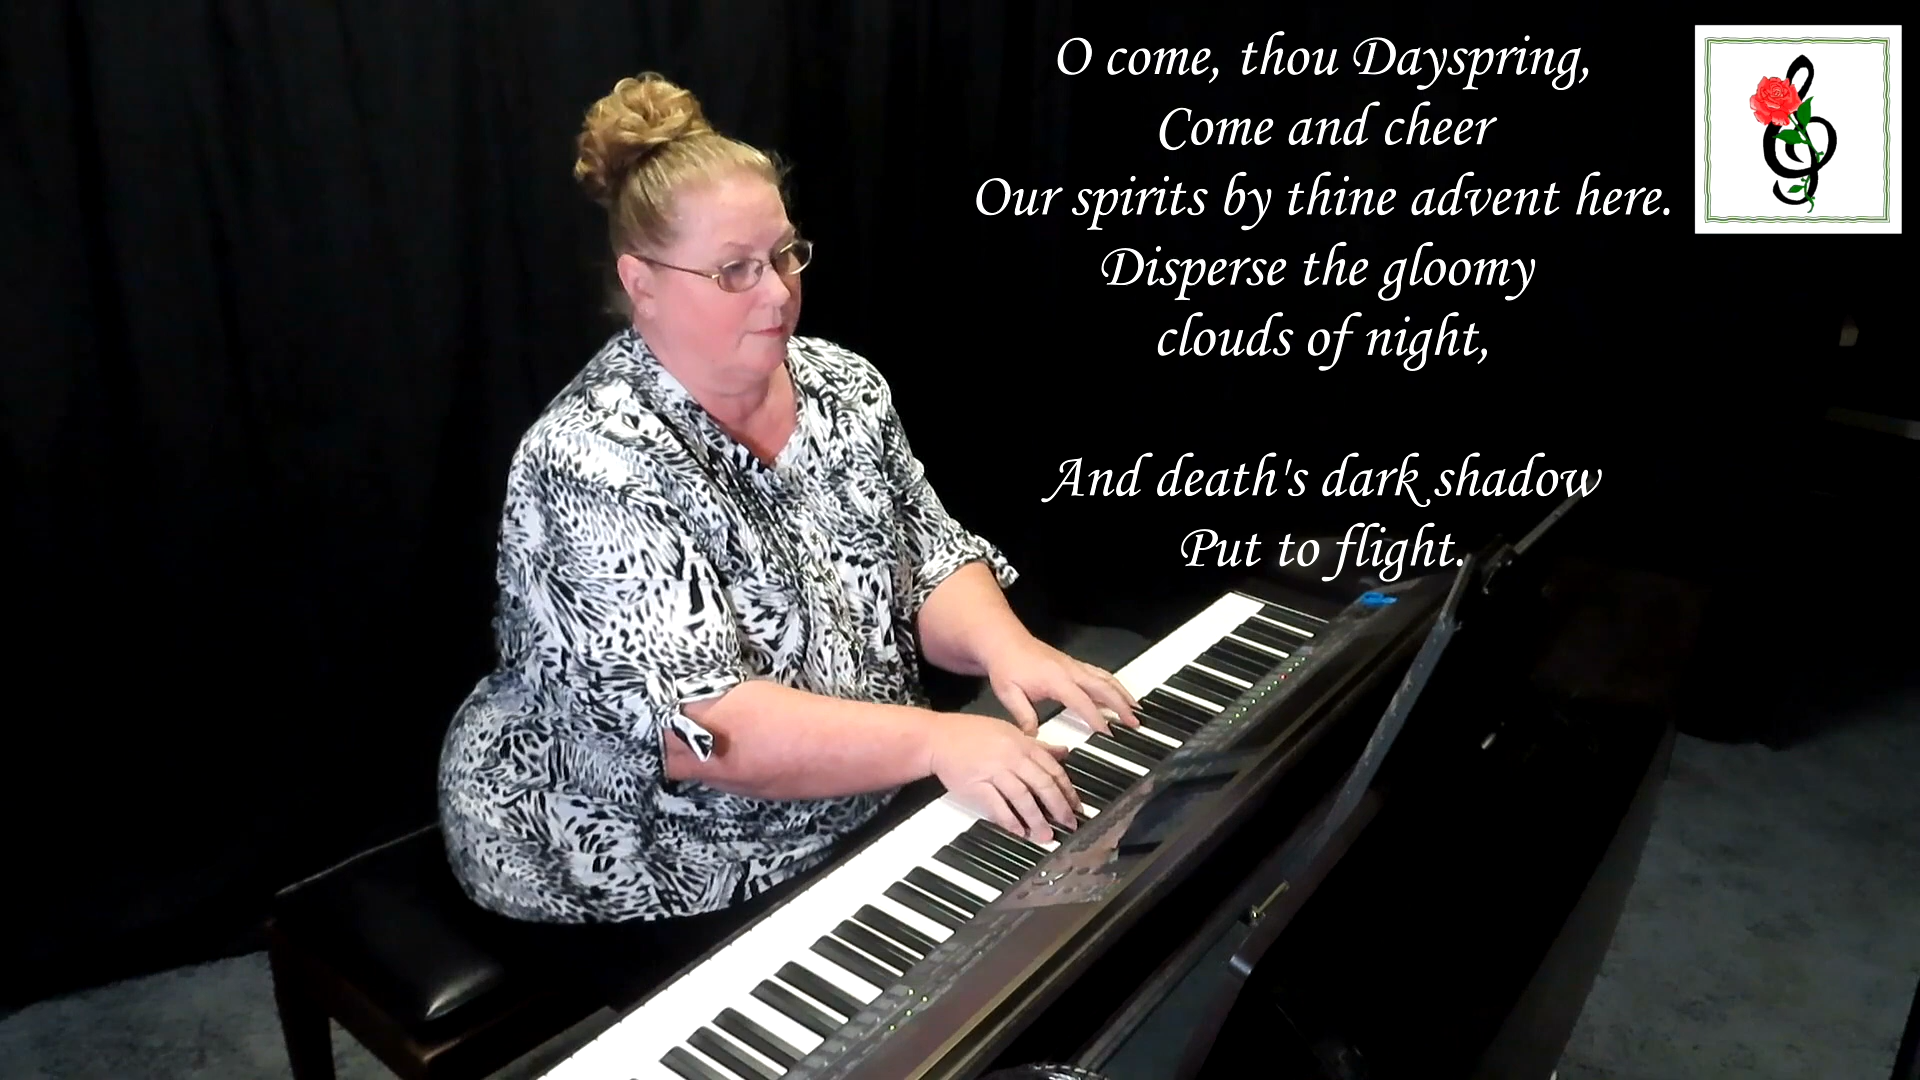 O come, thou Dayspring,
Come and cheer
Our spirits by thine advent here.
Disperse the gloomy
clouds of night,
And death's dark shadow
Put to flight.